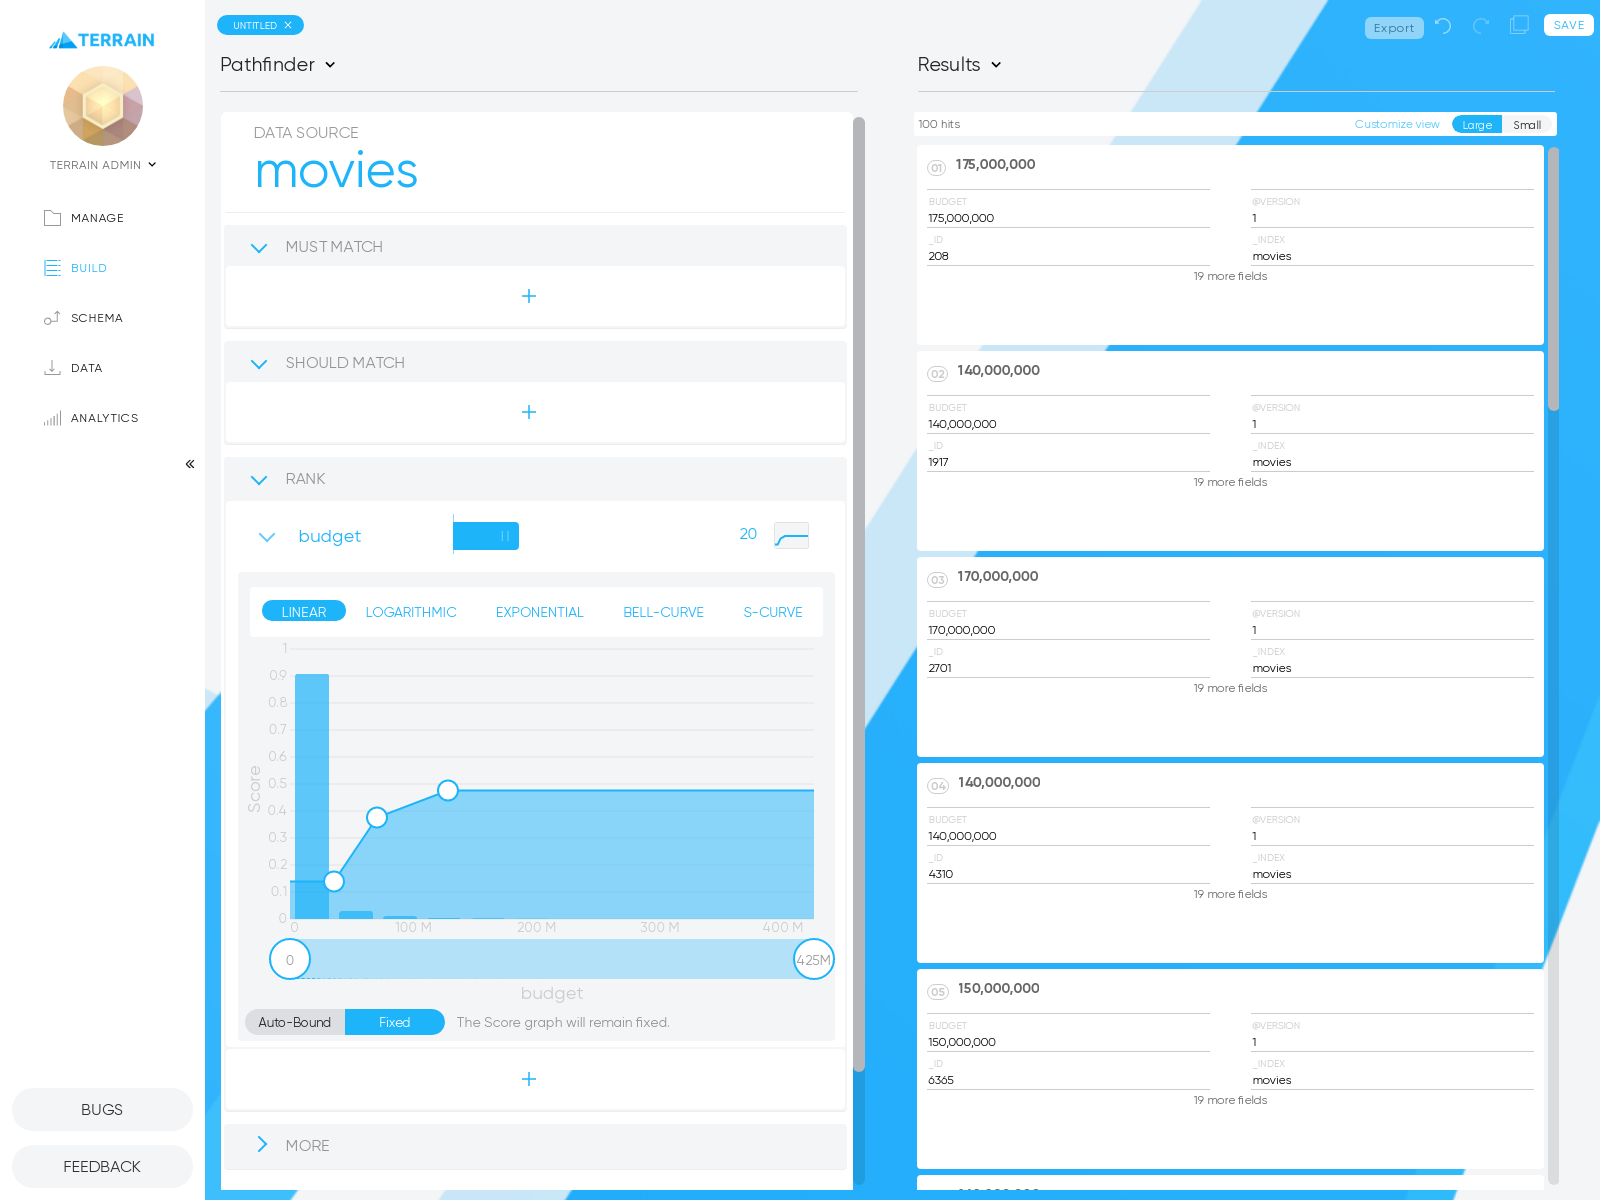 TERRAIN
TERRAIN ADMIN
MANAGE
BUILD
SCHEMA
DATA
ANALYTICS
BUGS
FEEDBACK
UNTITLED
Pathfinder
DATA SOURCE
movies
MUST MATCH
+
SHOULD MATCH
+
RANK
budget
20
LINEAR LOGARITHMIC EXPONENTIAL BELL-CURVE S-CURVE
1
0.9
0.8
0.7
0.6
0.5
0.4
0.3
0.2
0.1
0
Score
0 100 M 200 M 300 M 400 M
0 425M
budget
Auto-Bound Fixed The Score graph will remain fixed.
+
MORE
Export SAVE
Results
100 hits Customize view Large Small
01 175,000,000
BUDGET @VERSION
175,000,000 1
_ID _INDEX
208 movies
19 more fields
02 140,000,000
BUDGET @VERSION
140,000,000 1
_ID _INDEX
1917 movies
19 more fields
03 170,000,000
BUDGET @VERSION
170,000,000 1
_ID _INDEX
2701 movies
19 more fields
04 140,000,000
BUDGET @VERSION
140,000,000 1
_ID _INDEX
4310 movies
19 more fields
05 150,000,000
BUDGET @VERSION
150,000,000 1
_ID _INDEX
6365 movies
19 more fields